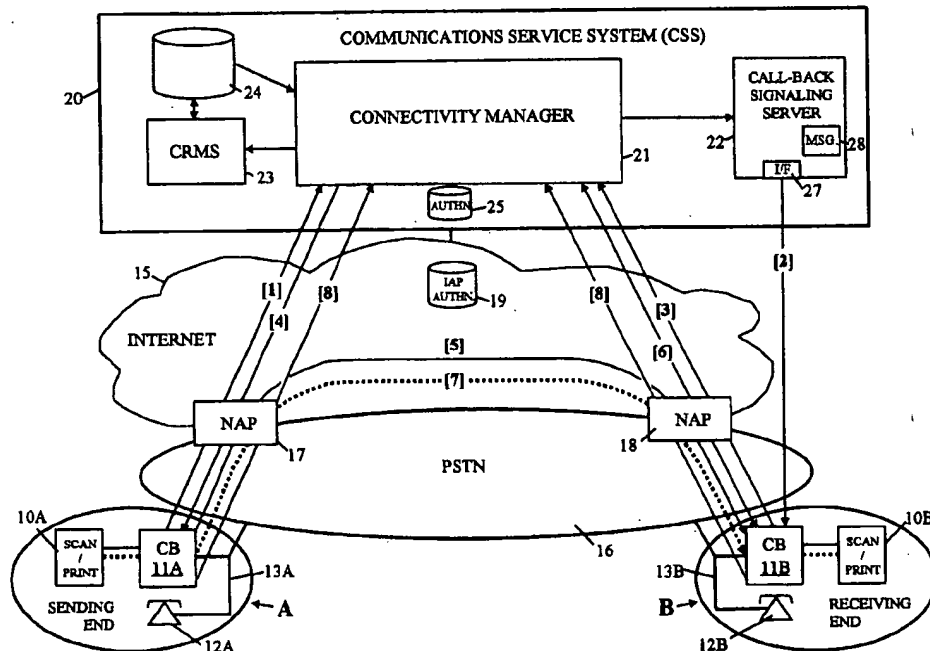 COMMUNICATIONS SERVICE SYSTEM (CSS)
20
24
CONNECTIVITY MANAGER
21
CRMS
23
CALL-BACK
SIGNALING
SERVER
22
MSG
28
I/F
27
AUTHN
25
[1]
[4]
[8]
[8]
[3]
[6]
[2]
15
IAP
AUTHN
19
INTERNET
[5]
[7]
NAP
17
NAP
18
PSTN
16
10A
SCAN
/
PRINT
CB
11A
13A
SENDING
END
12A
A
10B
CB
11B
SCAN
/
PRINT
13B
B
RECEIVING
END
12B